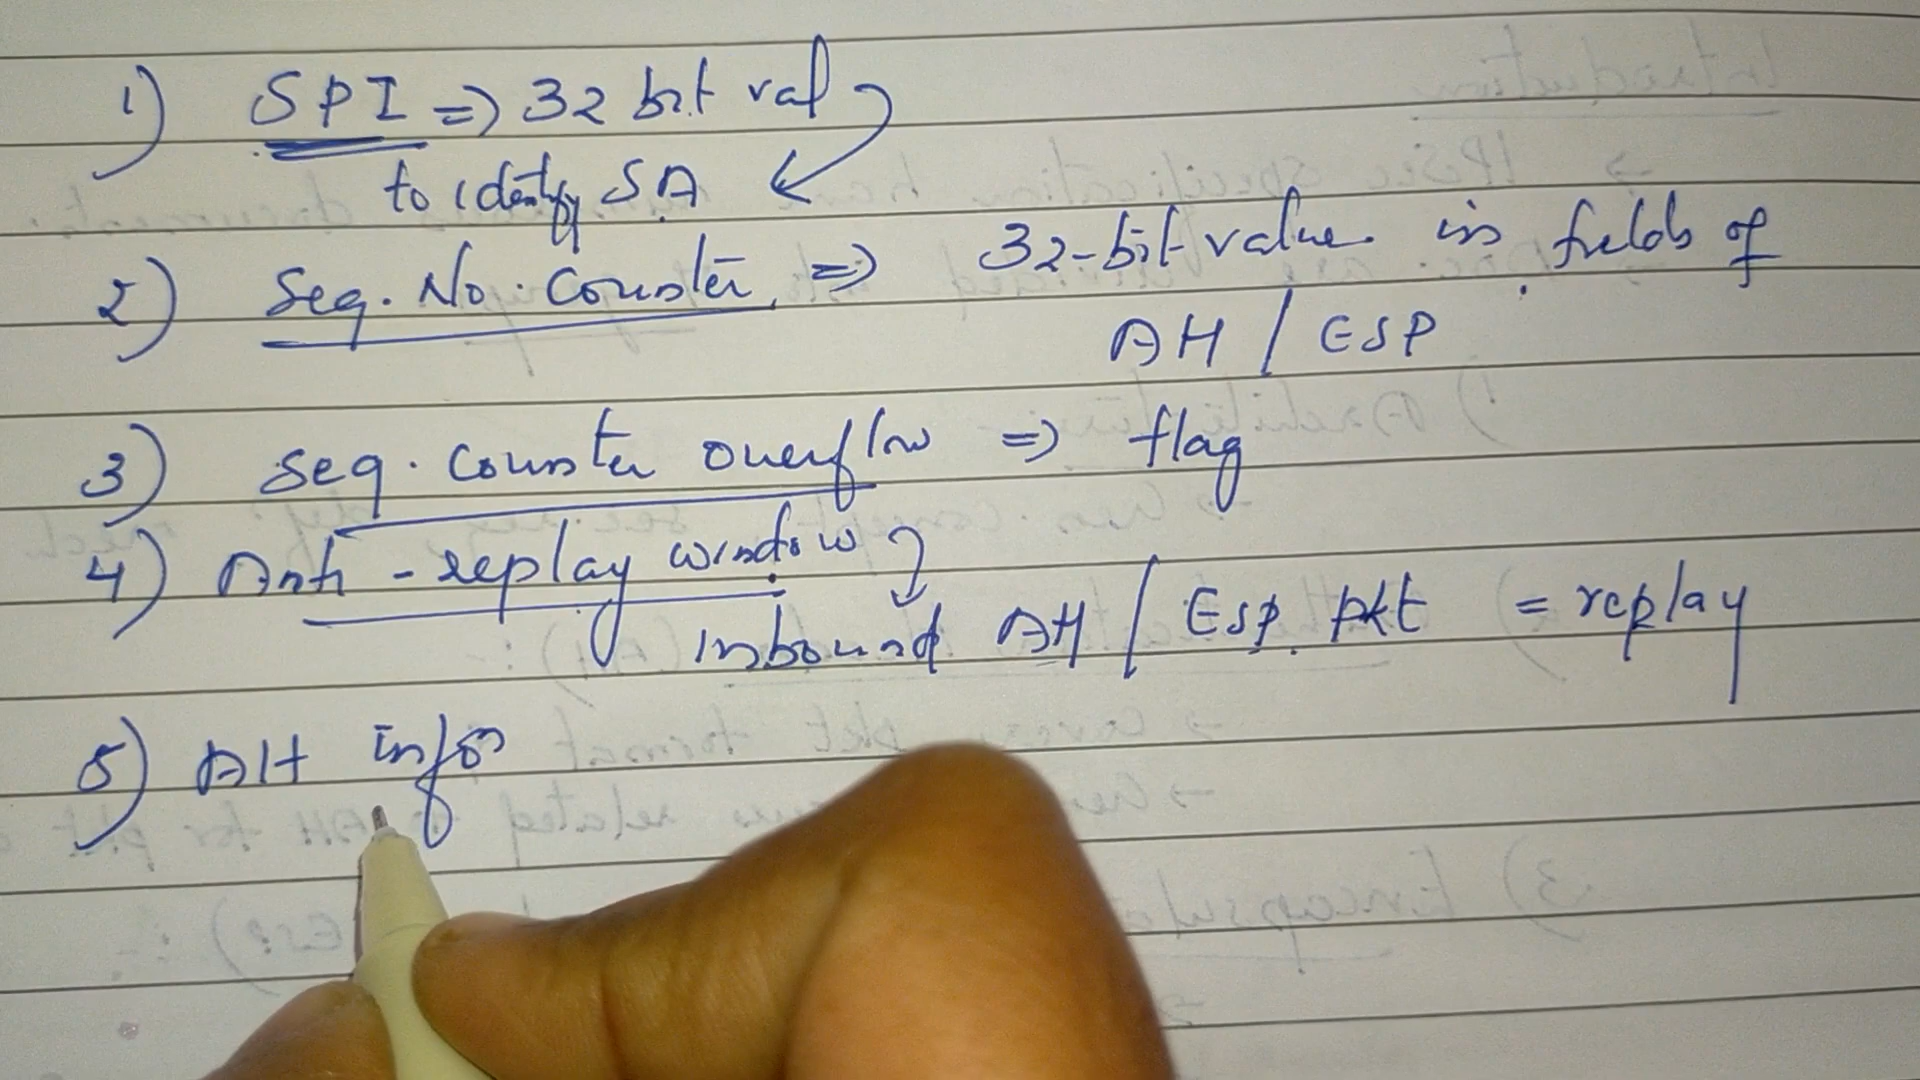 1) SPI => 32 bit val
to identify SA
2) Seq. No. Counter => 32-bit value in fields of
AH / ESP
3) seq. counter overflow => flag
4) Anti-replay window
inbound AH / ESP pkt = replay
5) AH info